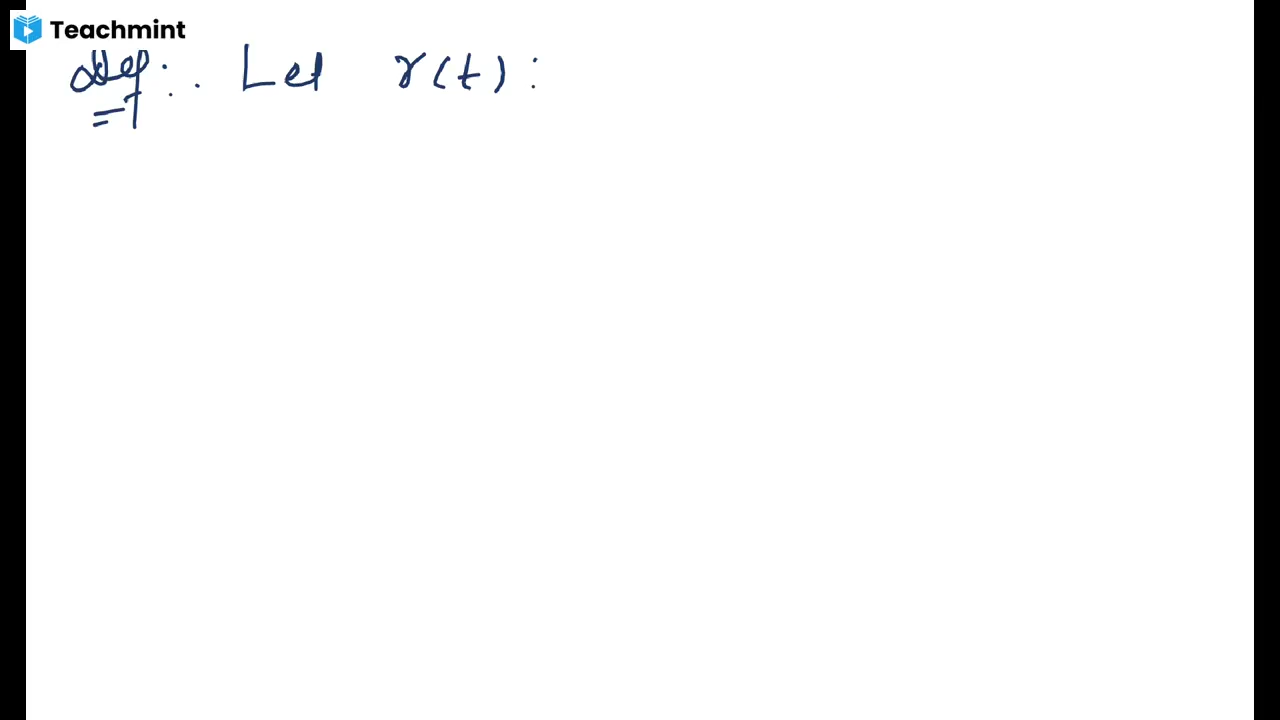 Teachmint
Def: . Let γ(t):